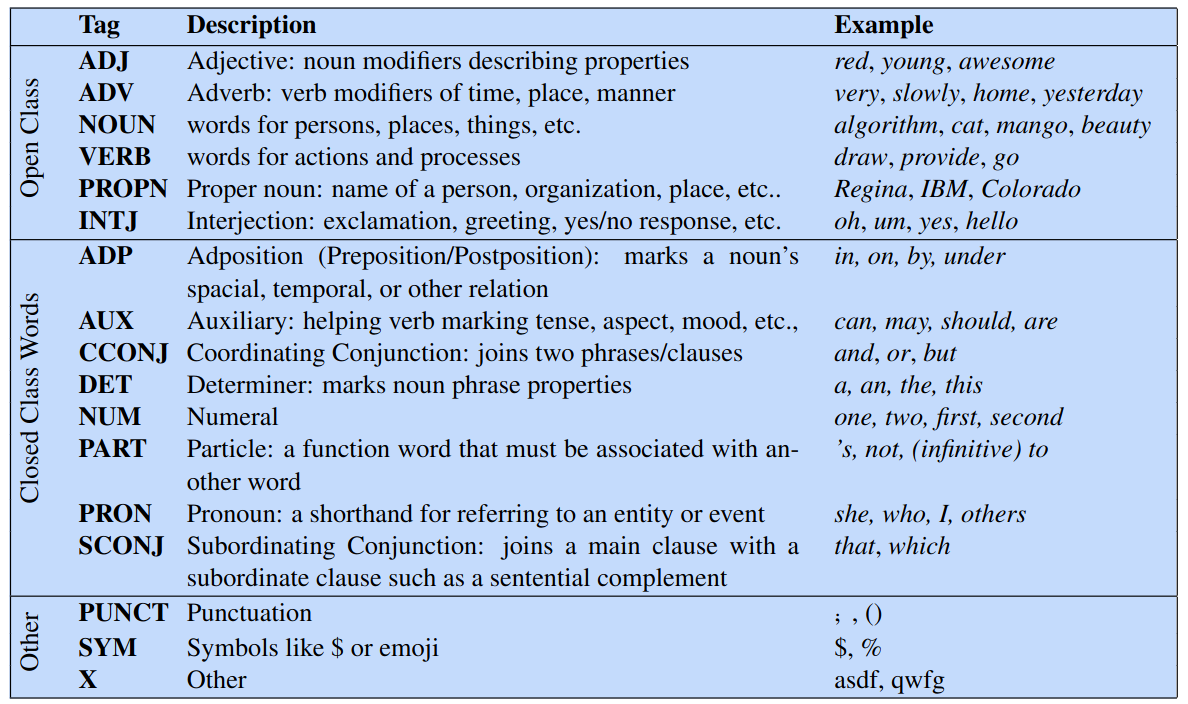 Tag Description Example
Open Class
ADJ Adjective: noun modifiers describing properties red, young, awesome
ADV Adverb: verb modifiers of time, place, manner very, slowly, home, yesterday
NOUN words for persons, places, things, etc. algorithm, cat, mango, beauty
VERB words for actions and processes draw, provide, go
PROPN Proper noun: name of a person, organization, place, etc.. Regina, IBM, Colorado
INTJ Interjection: exclamation, greeting, yes/no response, etc. oh, um, yes, hello
Closed Class Words
ADP Adposition (Preposition/Postposition): marks a noun's in, on, by, under
spacial, temporal, or other relation
AUX Auxiliary: helping verb marking tense, aspect, mood, etc., can, may, should, are
CCONJ Coordinating Conjunction: joins two phrases/clauses and, or, but
DET Determiner: marks noun phrase properties a, an, the, this
NUM Numeral one, two, first, second
PART Particle: a function word that must be associated with an- 's, not, (infinitive) to
other word
PRON Pronoun: a shorthand for referring to an entity or event she, who, I, others
SCONJ Subordinating Conjunction: joins a main clause with a that, which
subordinate clause such as a sentential complement
Other
PUNCT Punctuation ; , ()
SYM Symbols like $ or emoji $, %
X Other asdf, qwfg